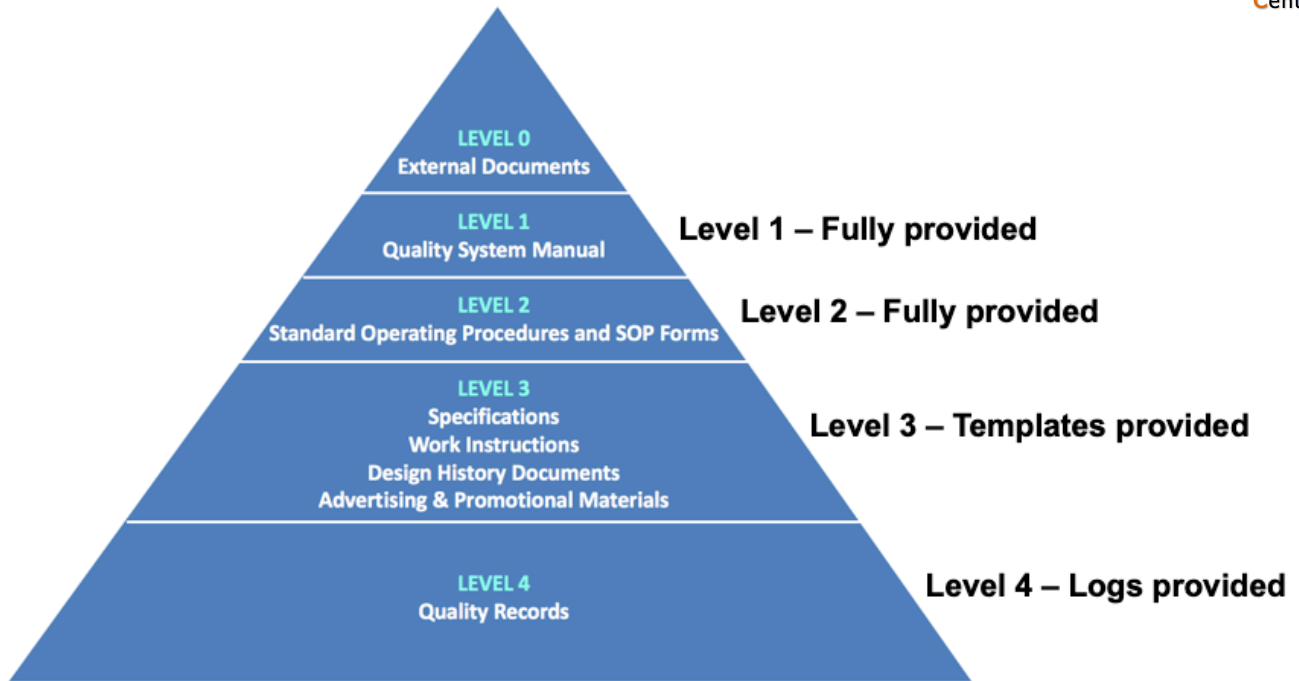 LEVEL 0
External Documents
LEVEL 1
Quality System Manual
Level 1 – Fully provided
LEVEL 2
Standard Operating Procedures and SOP Forms
Level 2 – Fully provided
LEVEL 3
Specifications
Work Instructions
Design History Documents
Advertising & Promotional Materials
Level 3 – Templates provided
LEVEL 4
Quality Records
Level 4 – Logs provided